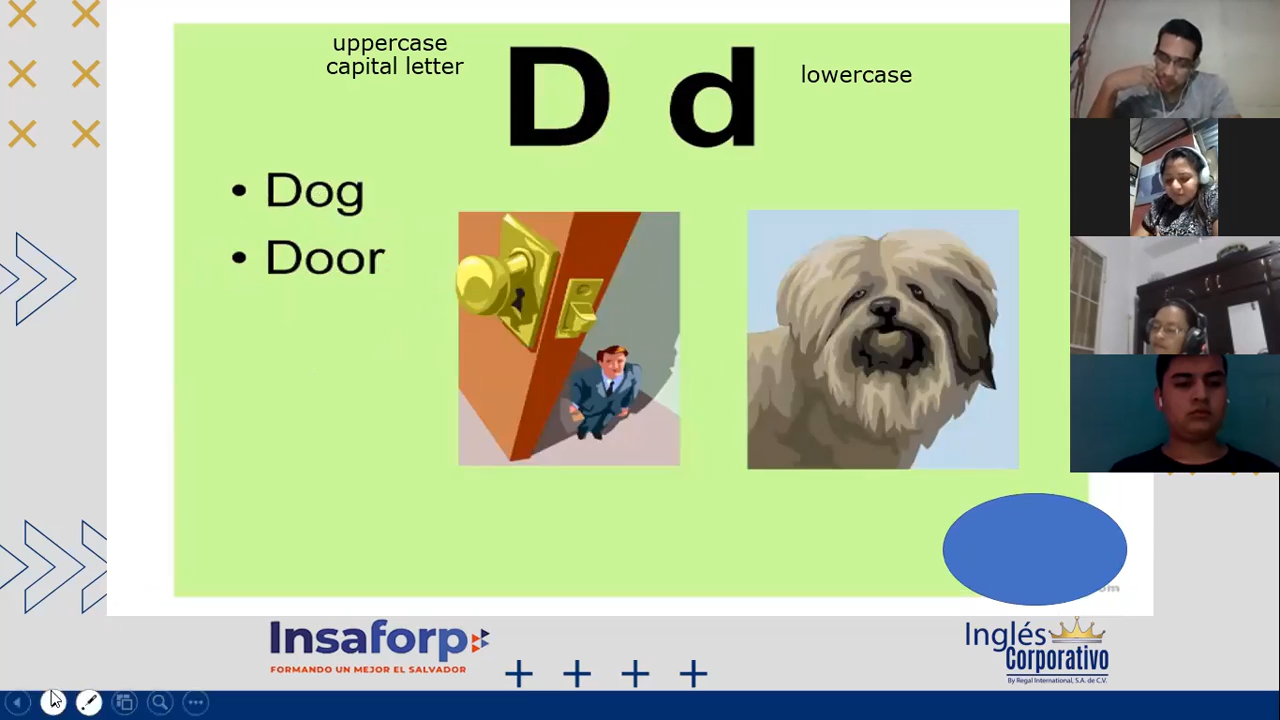 uppercase
capital letter
D d
lowercase
• Dog
• Door
Insaforp
FORMANDO UN MEJOR EL SALVADOR
Inglés
Corporativo
By Regal International, S.A. de C.V.